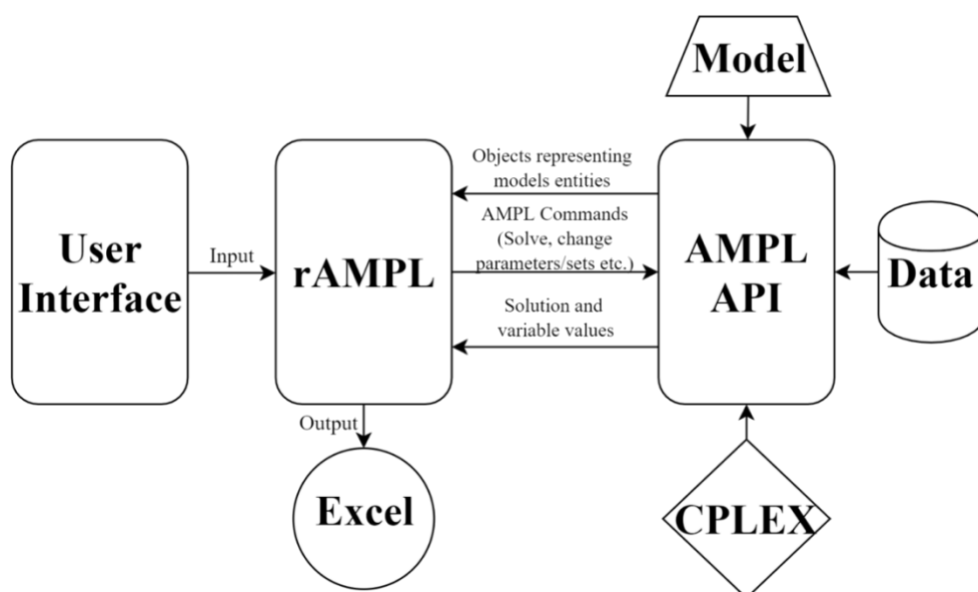 Model
Objects representing
models entities
User
Interface
Input
rAMPL
AMPL Commands
(Solve, change
parameters/sets etc.)
AMPL
API
Data
Solution and
variable values
Output
Excel
CPLEX